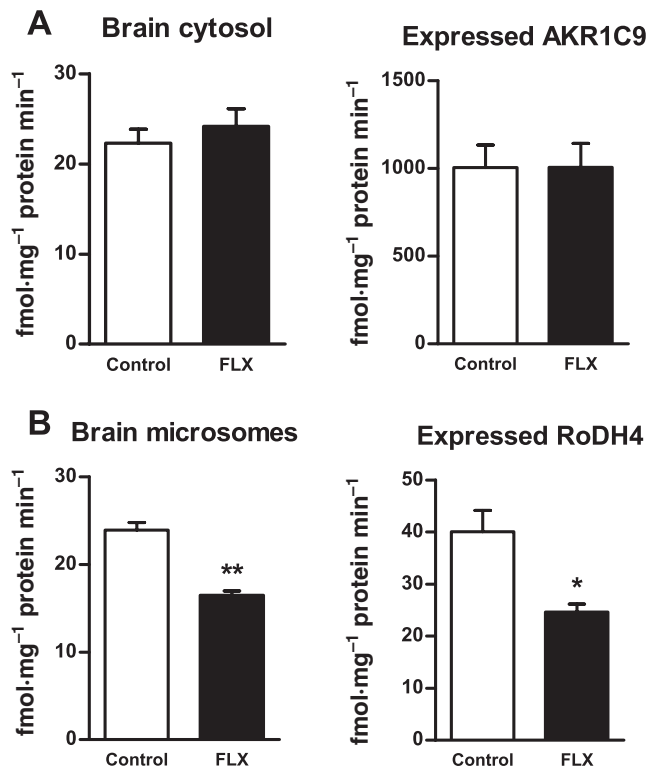 A
Brain cytosol
fmol·mg⁻¹ protein min⁻¹
30
20
10
0
Control
FLX
Expressed AKR1C9
fmol·mg⁻¹ protein min⁻¹
1500
1000
500
0
Control
FLX
B
Brain microsomes
fmol·mg⁻¹ protein min⁻¹
30
20
10
0
**
Control
FLX
Expressed RoDH4
fmol·mg⁻¹ protein min⁻¹
50
40
30
20
10
0
*
Control
FLX